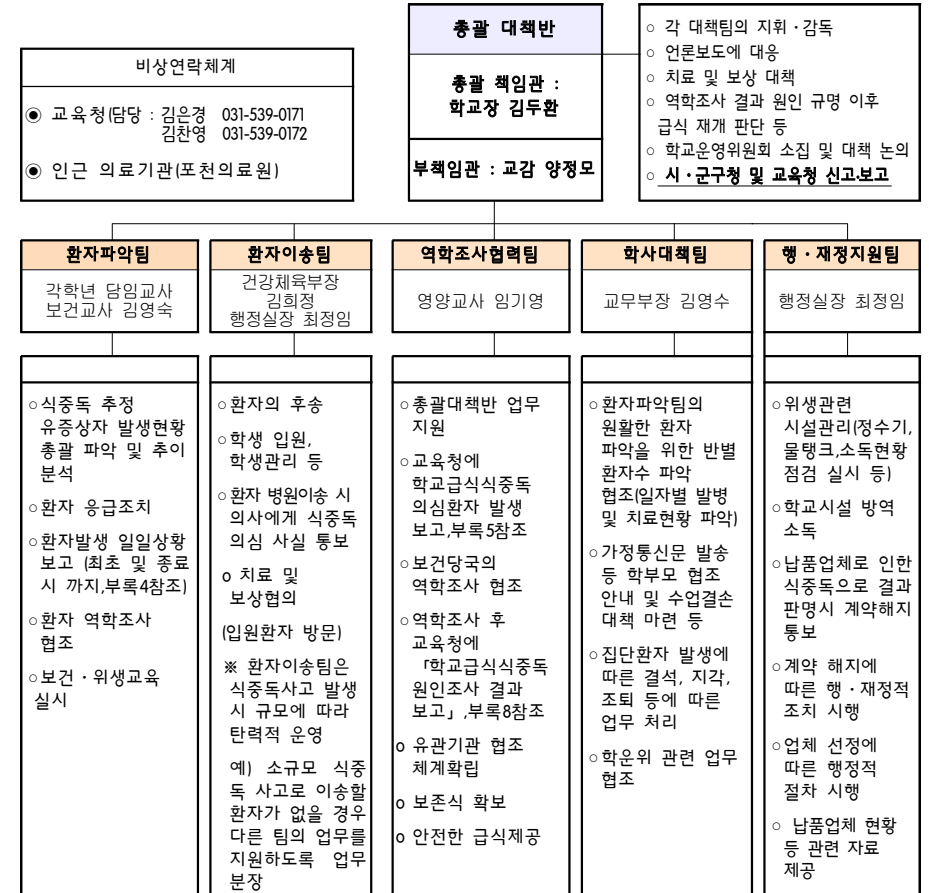 총괄 대책반
총괄 책임관 :
학교장 김두환
부책임관 : 교감 양정모
비상연락체계
◉ 교육청(담당 : 김은경 031-539-0171
김찬영 031-539-0172
◉ 인근 의료기관(포천의료원)
○ 각 대책팀의 지휘·감독
○ 언론보도에 대응
○ 치료 및 보상 대책
○ 역학조사 결과 원인 규명 이후
급식 재개 판단 등
○ 학교운영위원회 소집 및 대책 논의
○ 시·군구청 및 교육청 신고·보고
환자파악팀
각학년 담임교사
보건교사 김영숙
○식중독 추정
유증상자 발생현황
총괄 파악 및 추이
분석
○환자 응급조치
○환자발생 일일상황
보고 (최초 및 종료
시 까지,부록4참조)
○환자 역학조사
협조
○보건·위생교육
실시
환자이송팀
건강체육부장
김희정
행정실장 최정임
○환자의 후송
○학생 입원,
학생관리 등
○환자 병원이송 시
의사에게 식중독
의심 사실 통보
o 치료 및
보상협의
(입원환자 방문)
※ 환자이송팀은
식중독사고 발생
시 규모에 따라
탄력적 운영
예) 소규모 식중
독 사고로 이송할
환자가 없을 경우
다른 팀의 업무를
지원하도록 업무
분장
역학조사협력팀
영양교사 임기영
○총괄대책반 업무
지원
○교육청에
학교급식식중독
의심환자 발생
보고,부록5참조
○보건당국의
역학조사 협조
○역학조사 후
교육청에
「학교급식식중독
원인조사 결과
보고」,부록8참조
o 유관기관 협조
체계확립
o 보존식 확보
o 안전한 급식제공
학사대책팀
교무부장 김영수
○환자파악팀의
원활한 환자
파악을 위한 반별
환자수 파악
협조(일자별 발병
및 치료현황 파악)
○가정통신문 발송
등 학부모 협조
안내 및 수업결손
대책 마련 등
○집단환자 발생에
따른 결석, 지각,
조퇴 등에 따른
업무 처리
○학운위 관련 업무
협조
행·재정지원팀
행정실장 최정임
○위생관련
시설관리(정수기,
물탱크,소독현황
점검 실시 등)
○학교시설 방역
소독
○납품업체로 인한
식중독으로 결과
판명시 계약해지
통보
○계약 해지에
따른 행·재정적
조치 시행
○업체 선정에
따른 행정적
절차 시행
○ 납품업체 현황
등 관련 자료
제공